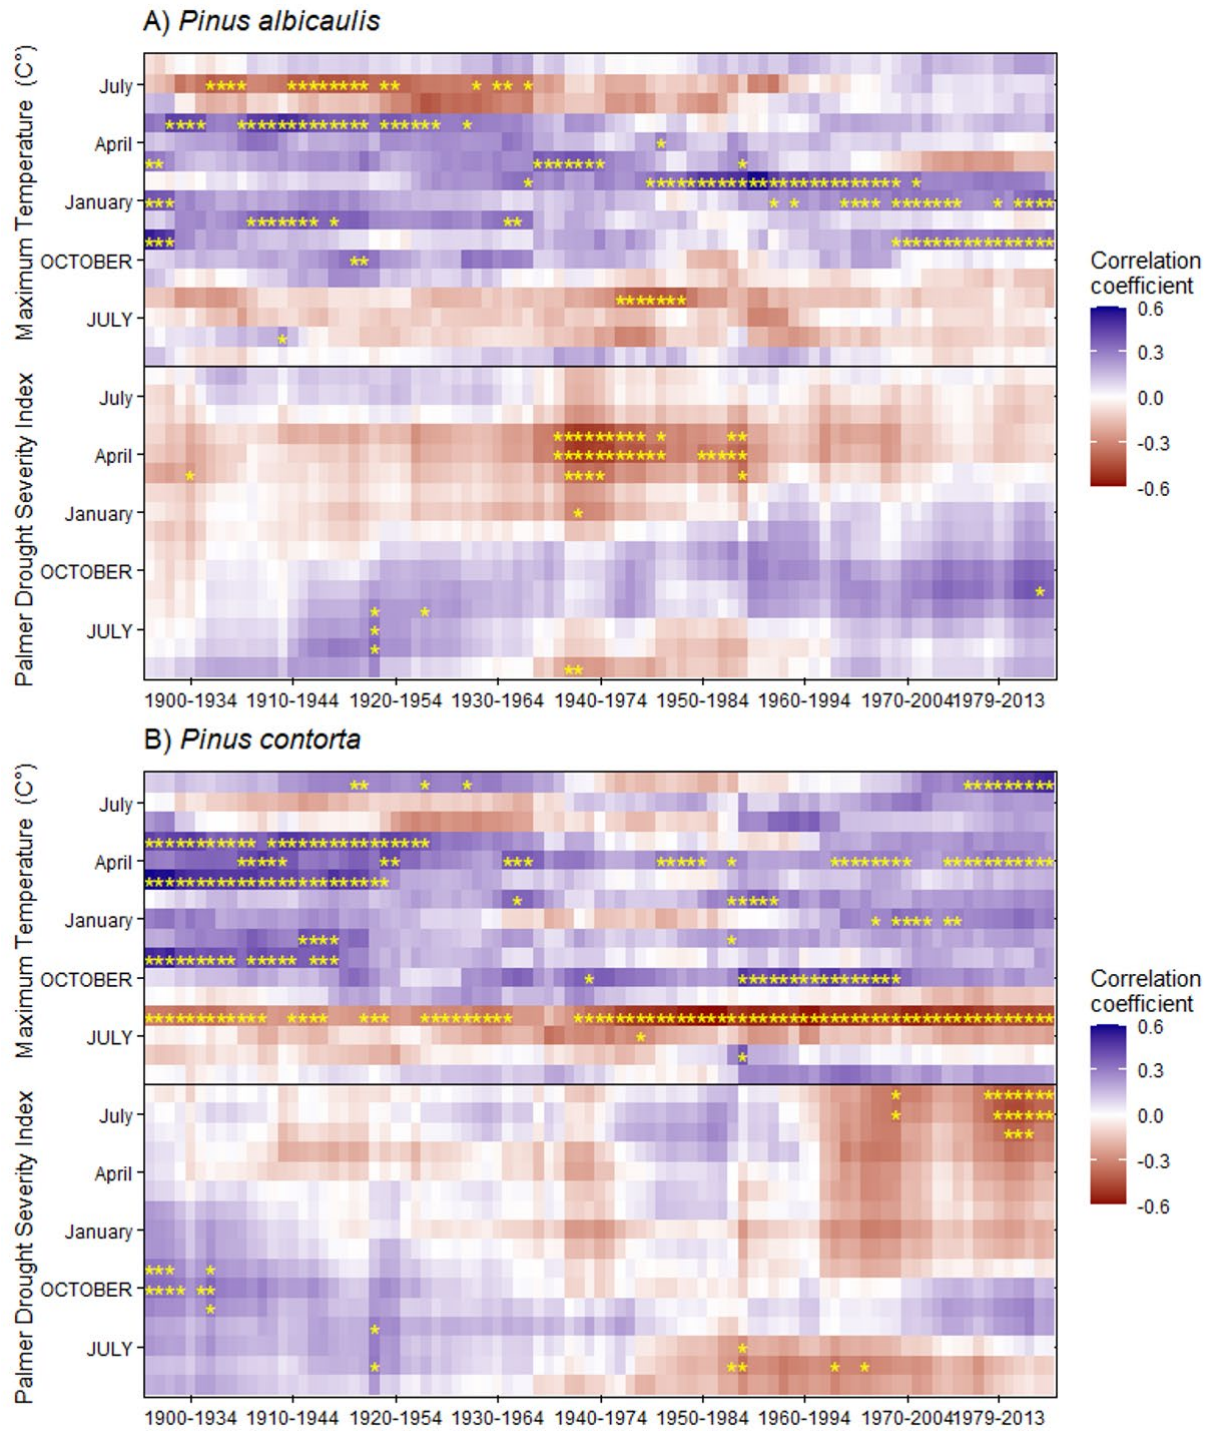 A) Pinus albicaulis
Maximum Temperature (C°)
July
April
January
OCTOBER
JULY
Palmer Drought Severity Index
July
April
January
OCTOBER
JULY
1900-1934 1910-1944 1920-1954 1930-1964 1940-1974 1950-1984 1960-1994 1970-2004 1979-2013
Correlation
coefficient
0.6
0.3
0.0
-0.3
-0.6
B) Pinus contorta
Maximum Temperature (C°)
July
April
January
OCTOBER
JULY
Palmer Drought Severity Index
July
April
January
OCTOBER
JULY
1900-1934 1910-1944 1920-1954 1930-1964 1940-1974 1950-1984 1960-1994 1970-2004 1979-2013
Correlation
coefficient
0.6
0.3
0.0
-0.3
-0.6